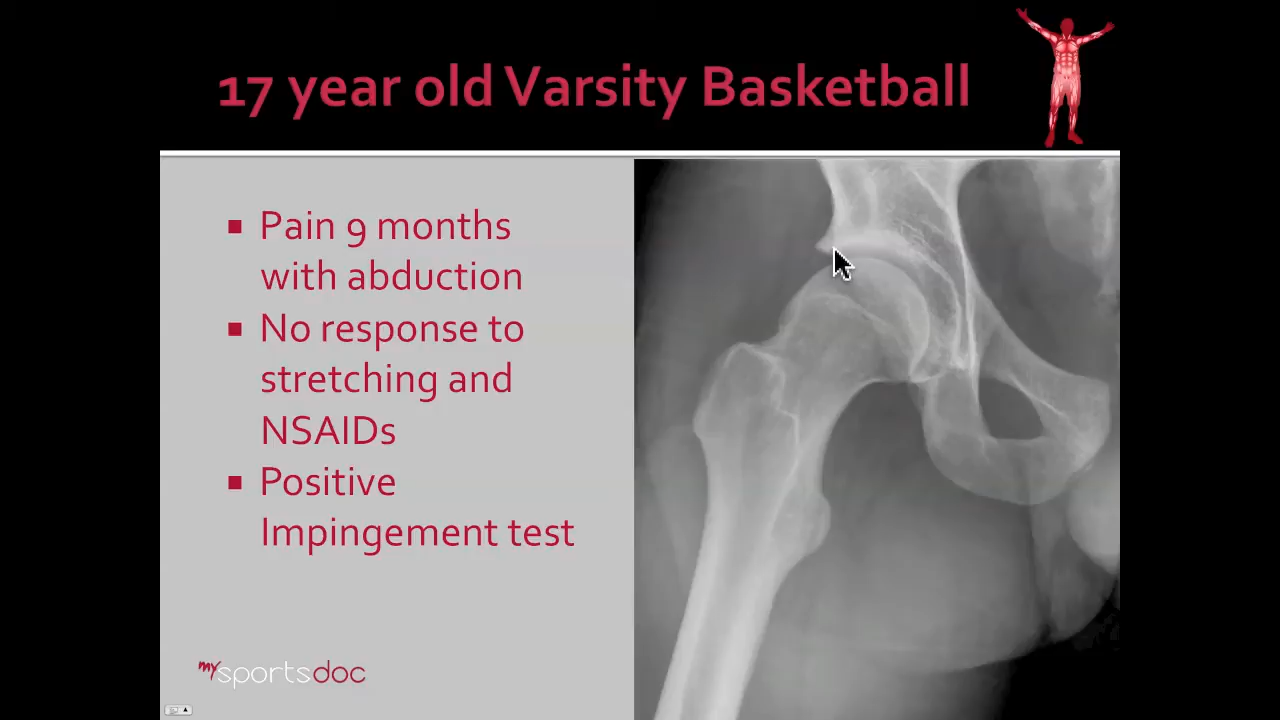 17 year old Varsity Basketball
Pain 9 months
with abduction
No response to
stretching and
NSAIDs
Positive
Impingement test
mysportsdoc